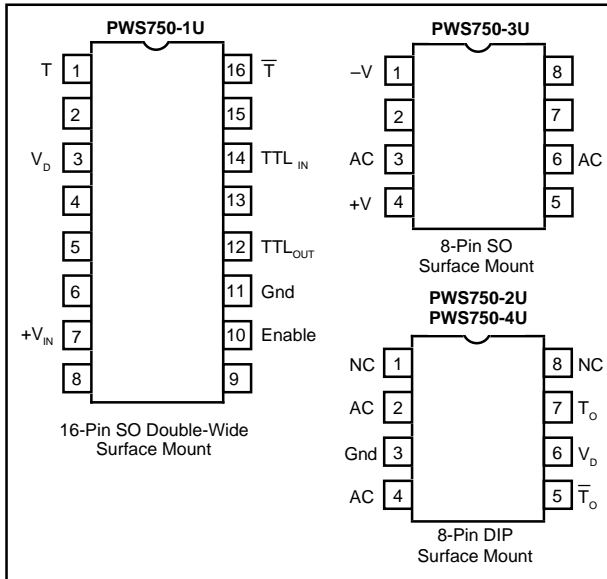 PWS750-1U
T 1 16 T̅
2 15
V_D 3 14 TTL_IN
4 13
5 12 TTL_OUT
6 11 Gnd
+V_IN 7 10 Enable
8 9
16-Pin SO Double-Wide
Surface Mount
PWS750-3U
–V 1 8
2 7
AC 3 6 AC
+V 4 5
8-Pin SO
Surface Mount
PWS750-2U
PWS750-4U
NC 1 8 NC
AC 2 7 T_O
Gnd 3 6 V_D
AC 4 5 T̅_O
8-Pin DIP
Surface Mount